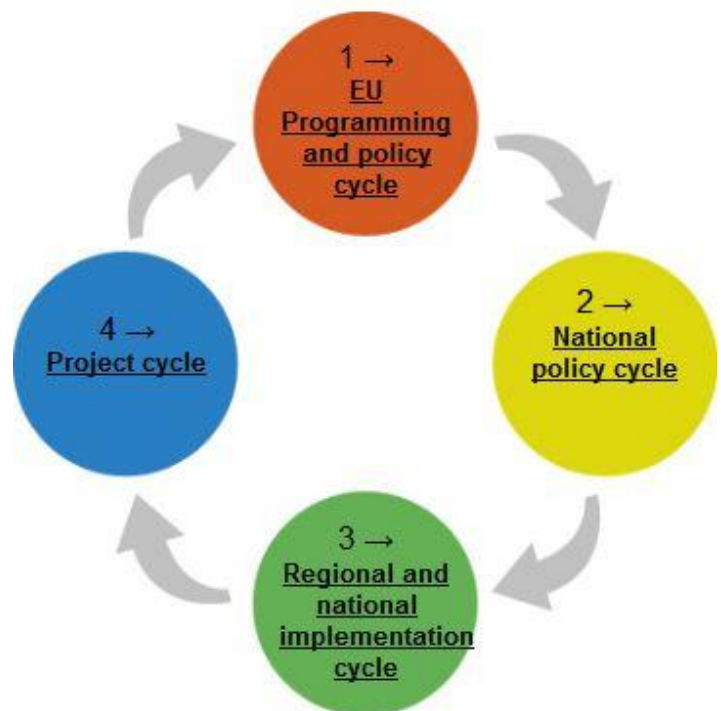 1 →
EU
Programming
and policy
cycle
2 →
National
policy cycle
3 →
Regional and
national
implementation
cycle
4 →
Project cycle